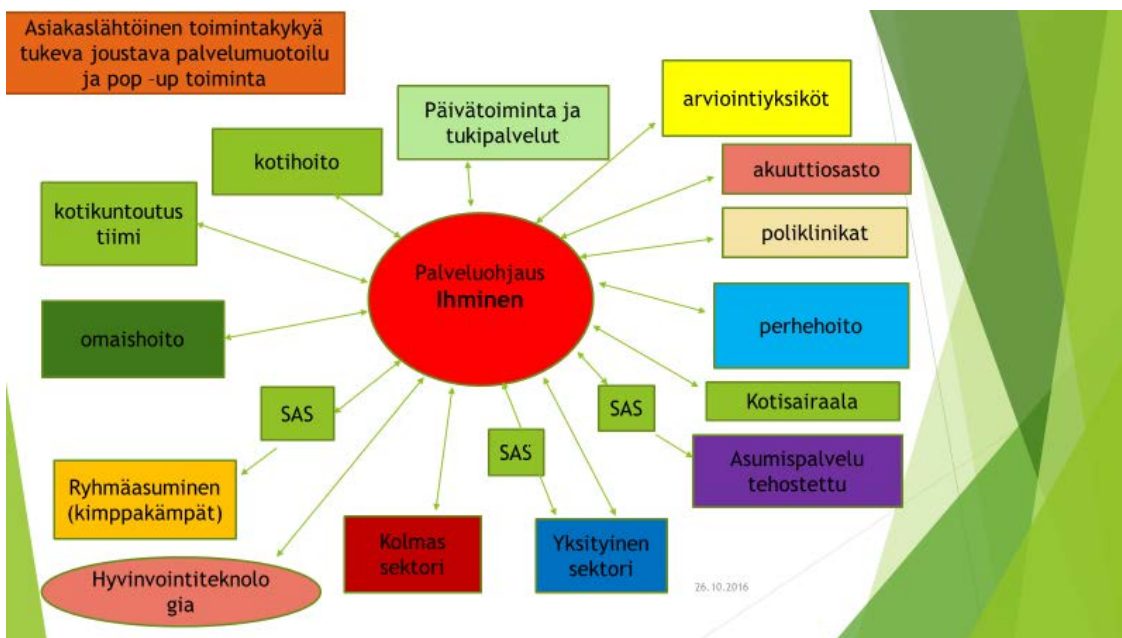 Asiakaslähtöinen toimintakykyä
tukeva joustava palvelumuotoilu
ja pop –up toiminta
Päivätoiminta ja
tukipalvelut
arviointiyksiköt
kotihoito
akuuttiosasto
kotikuntoutus
tiimi
poliklinikat
Palveluohjaus
Ihminen
omaishoito
perhehoito
SAS
SAS
Kotisairaala
SAS
Asumispalvelu
tehostettu
Ryhmäasuminen
(kimppakämpät)
Kolmas
sektori
Yksityinen
sektori
Hyvinvointiteknolo
gia
26.10.2016